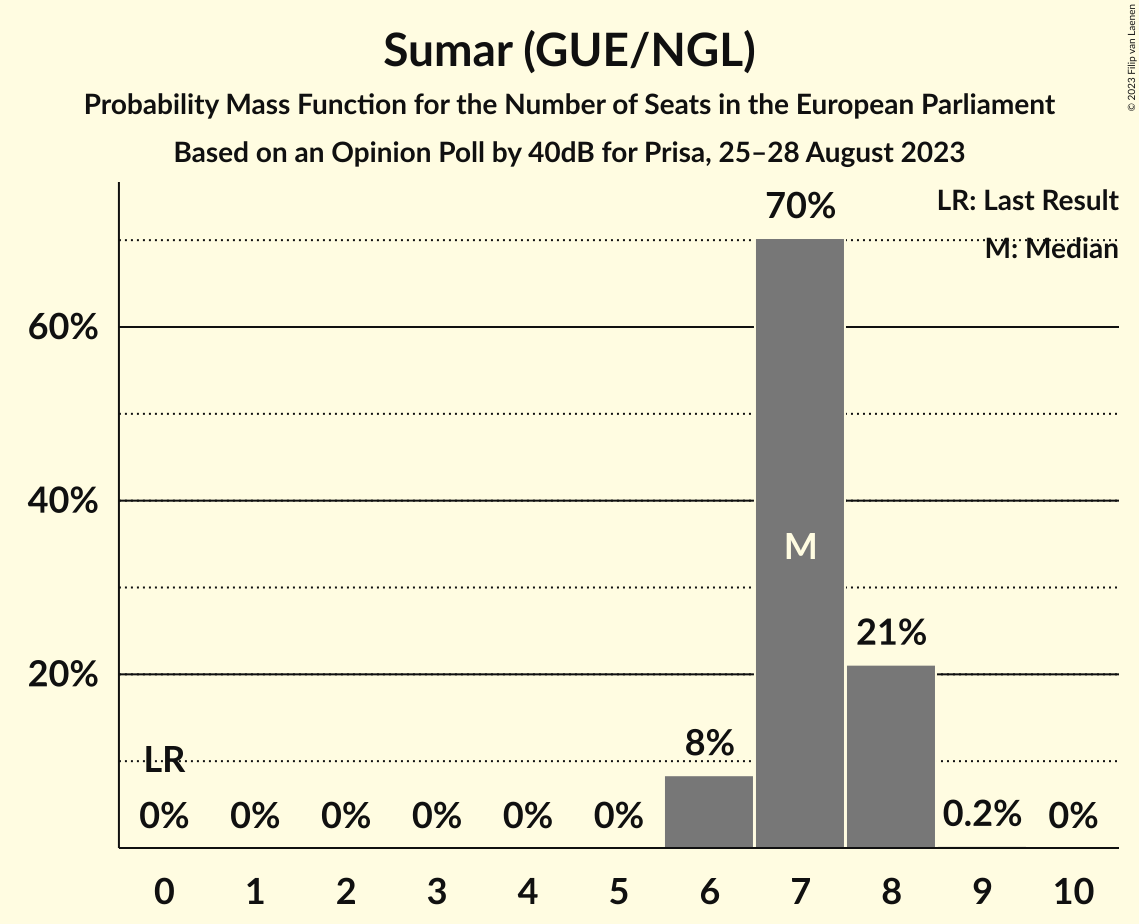 Sumar (GUE/NGL)
Probability Mass Function for the Number of Seats in the European Parliament
Based on an Opinion Poll by 40dB for Prisa, 25–28 August 2023
© 2023 Filip van Laenen
LR: Last Result
M: Median
70%
60%
40%
M
21%
20%
8%
LR
0%
0%
0%
0%
0%
0%
0.2%
0%
0 1 2 3 4 5 6 7 8 9 10